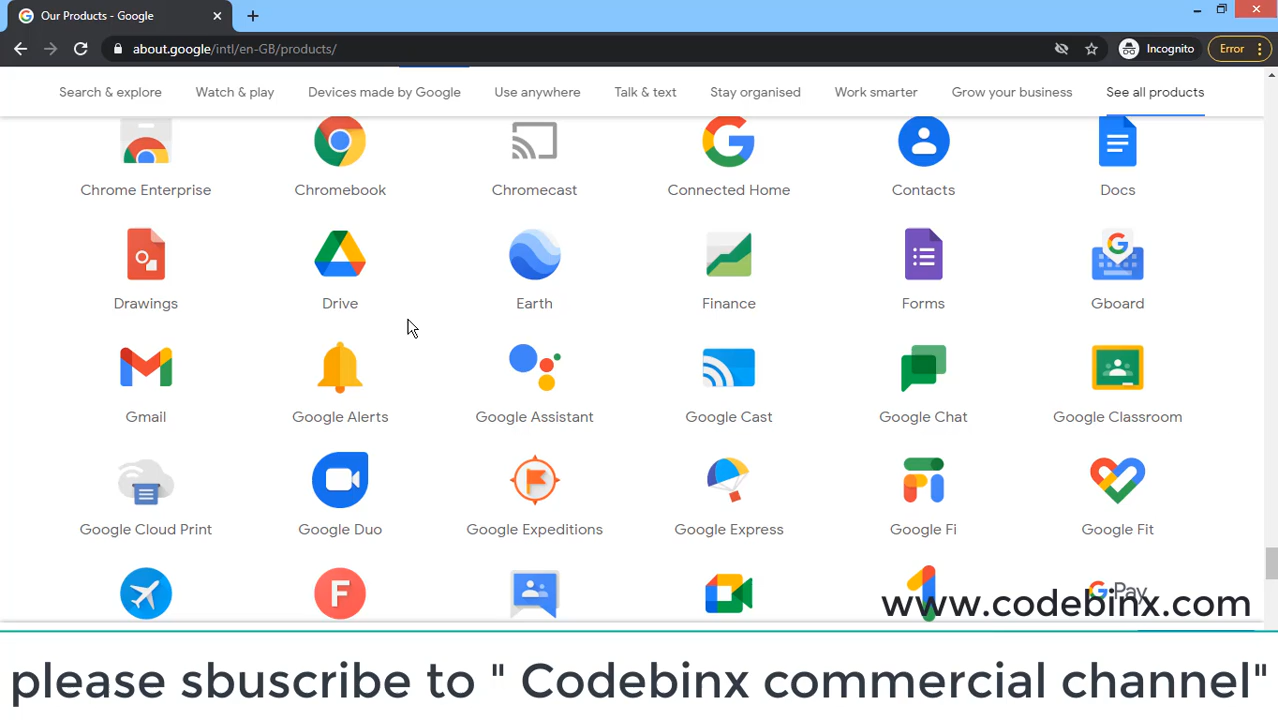 Our Products - Google
about.google/intl/en-GB/products/
Incognito
Error
Search & explore
Watch & play
Devices made by Google
Use anywhere
Talk & text
Stay organised
Work smarter
Grow your business
See all products
Chrome Enterprise
Chromebook
Chromecast
Connected Home
Contacts
Docs
Drawings
Drive
Earth
Finance
Forms
Gboard
Gmail
Google Alerts
Google Assistant
Google Cast
Google Chat
Google Classroom
Google Cloud Print
Google Duo
Google Expeditions
Google Express
Google Fi
Google Fit
F
G Pay
www.codebinx.com
please sbuscribe to " Codebinx commercial channel"